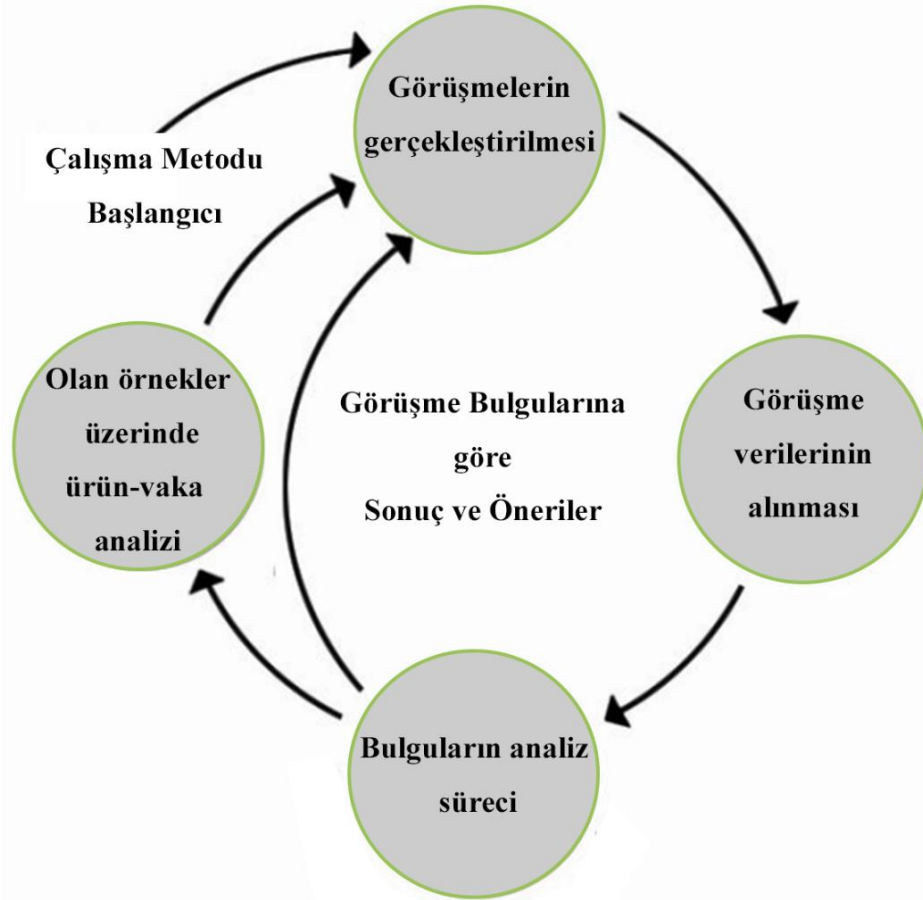 Görüşmelerin
gerçekleştirilmesi
Çalışma Metodu
Başlangıcı
Olan örnekler
üzerinde
ürün-vaka
analizi
Görüşme Bulgularına
göre
Sonuç ve Öneriler
Görüşme
verilerinin
alınması
Bulguların analiz
süreci